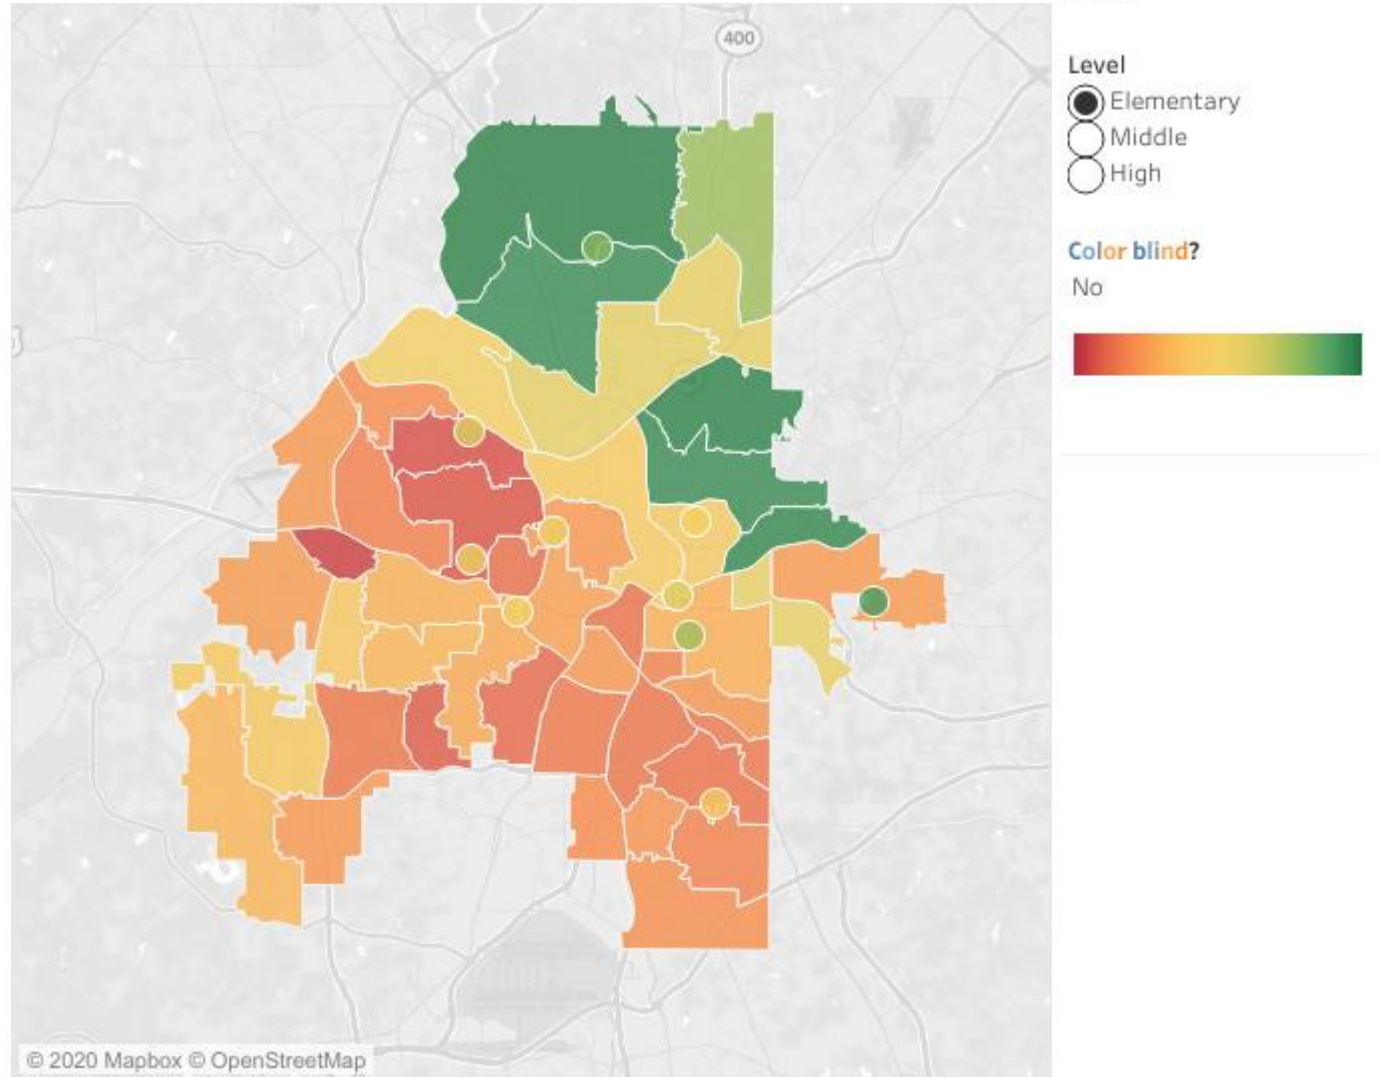 400
Level
Elementary
Middle
High
Color blind?
No
© 2020 Mapbox © OpenStreetMap